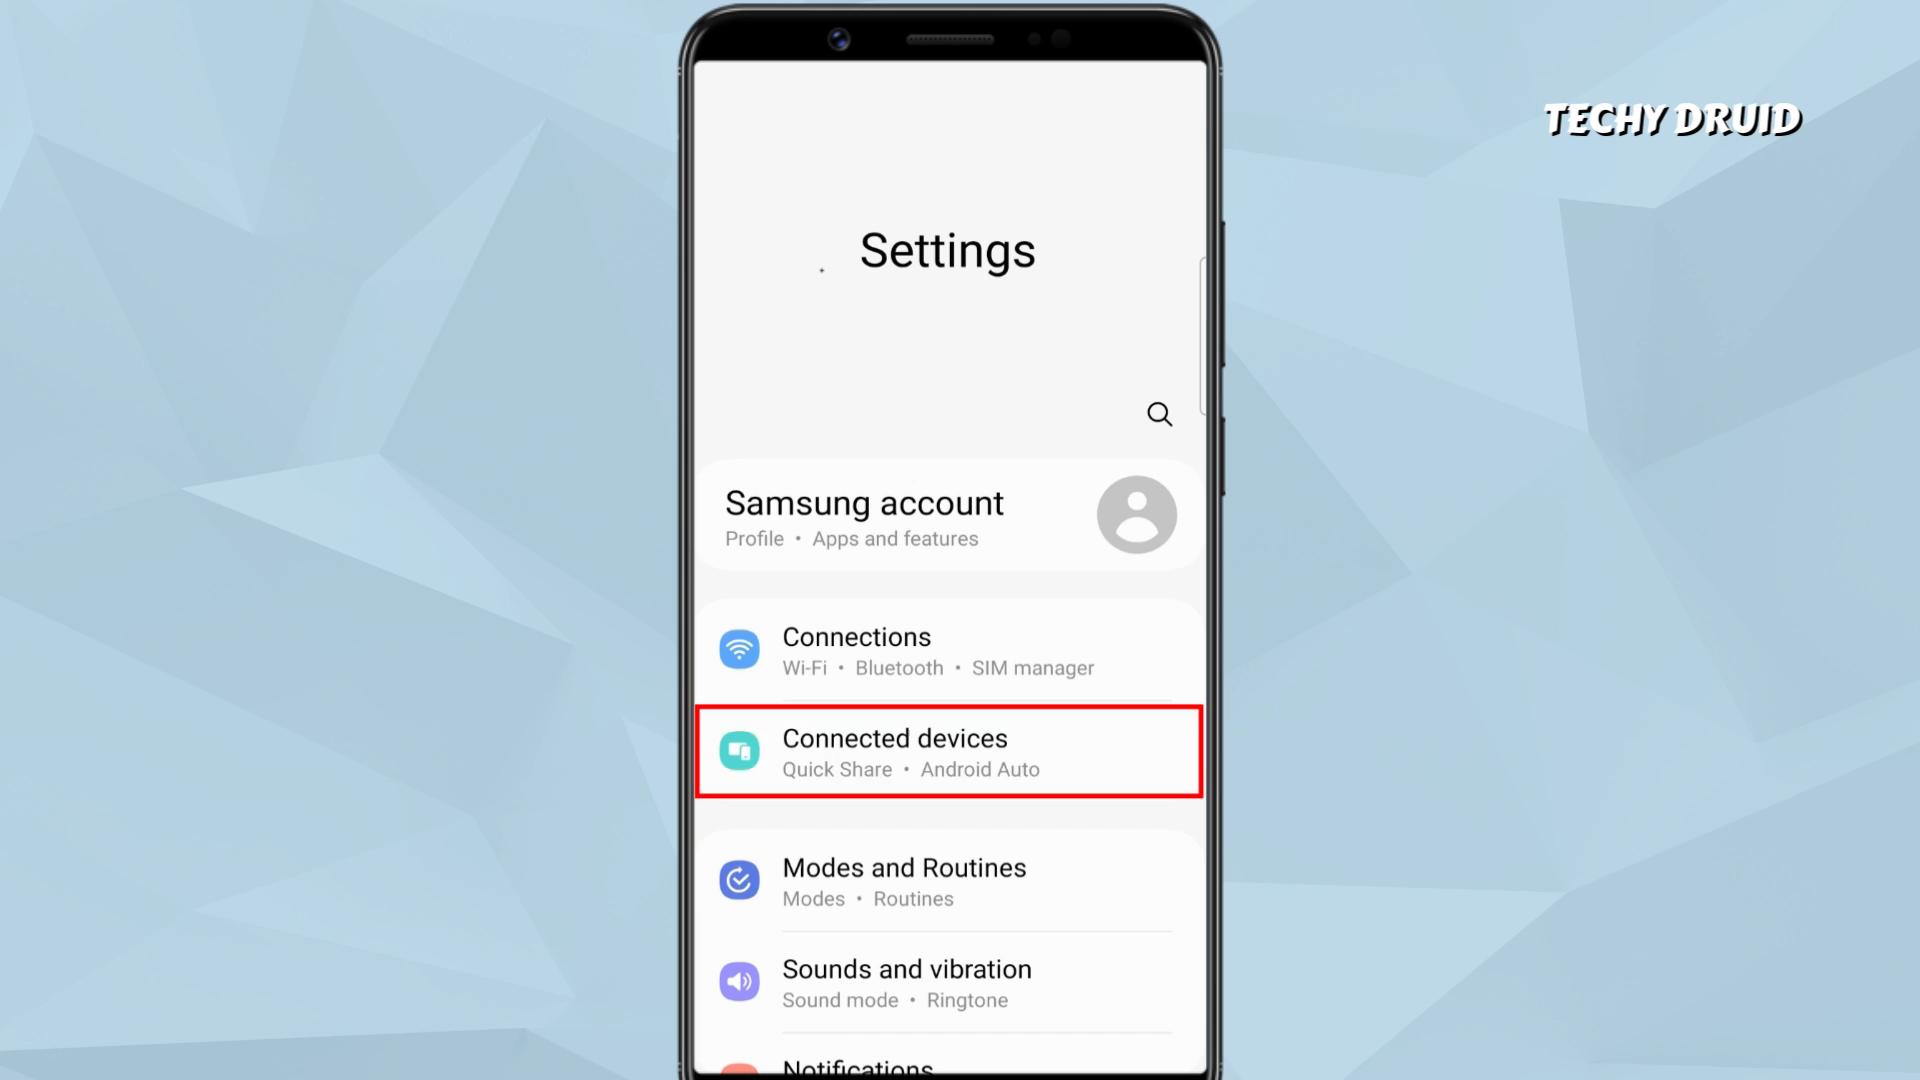 TECHY DRUID
Settings
Samsung account
Profile • Apps and features
Connections
Wi-Fi • Bluetooth • SIM manager
Connected devices
Quick Share • Android Auto
Modes and Routines
Modes • Routines
Sounds and vibration
Sound mode • Ringtone
Notifications